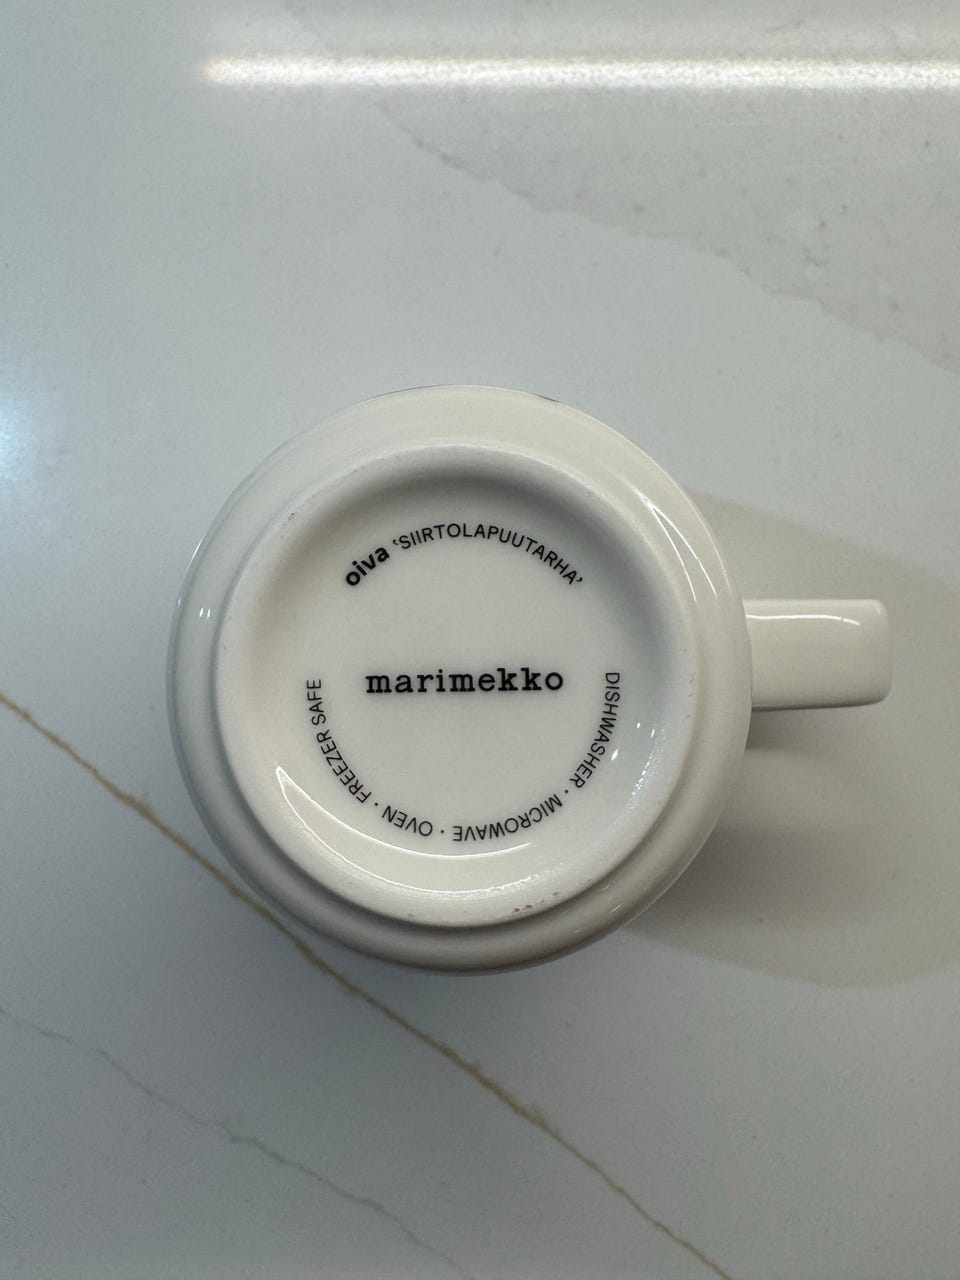 oiva ‘SIIRTOLAPUUTARHA’
marimekko
DISHWASHER · MICROWAVE · OVEN · FREEZER SAFE